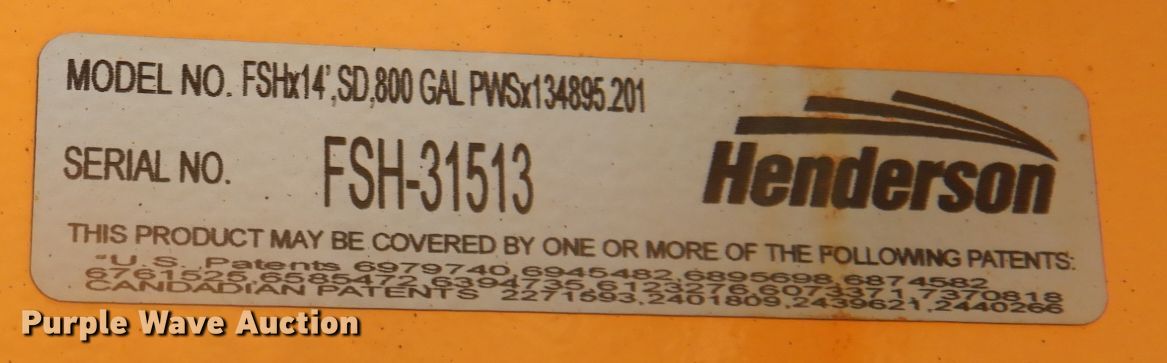 MODEL NO. FSHx14',SD,800 GAL PWSx134895.201
SERIAL NO. FSH-31513
Henderson
THIS PRODUCT MAY BE COVERED BY ONE OR MORE OF THE FOLLOWING PATENTS:
"U.S. Patents 6979740,6945482,6895698,6874582
6761525,6585472,6394735,6123276,6073717,7370818
CANDADIAN PATENTS 2271593,2401809,2439621,2440266
Purple Wave Auction